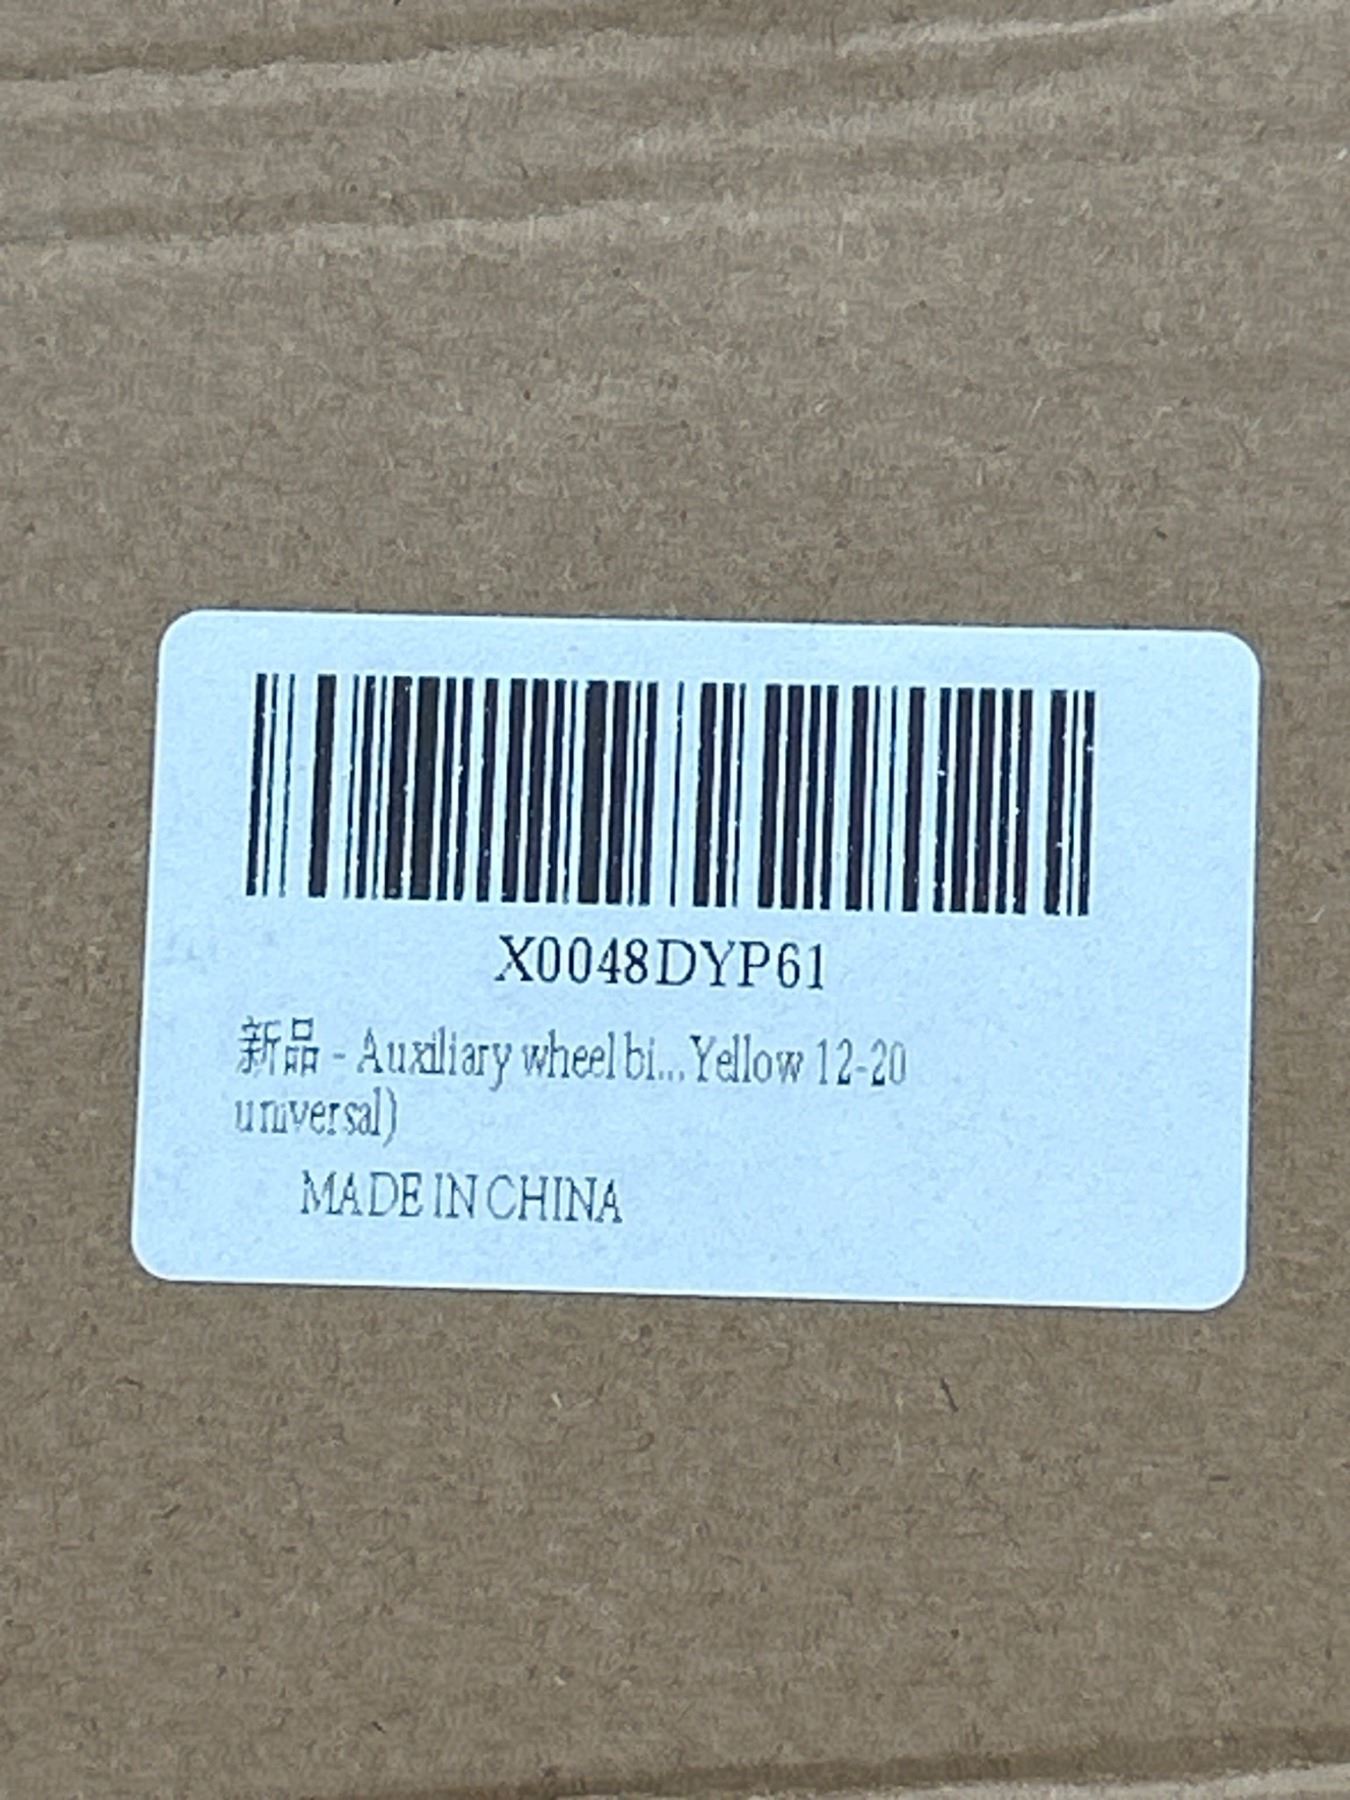 X0048DYP61
新品 - Auxiliary wheel bi...Yellow 12-20
universal)
MADE IN CHINA